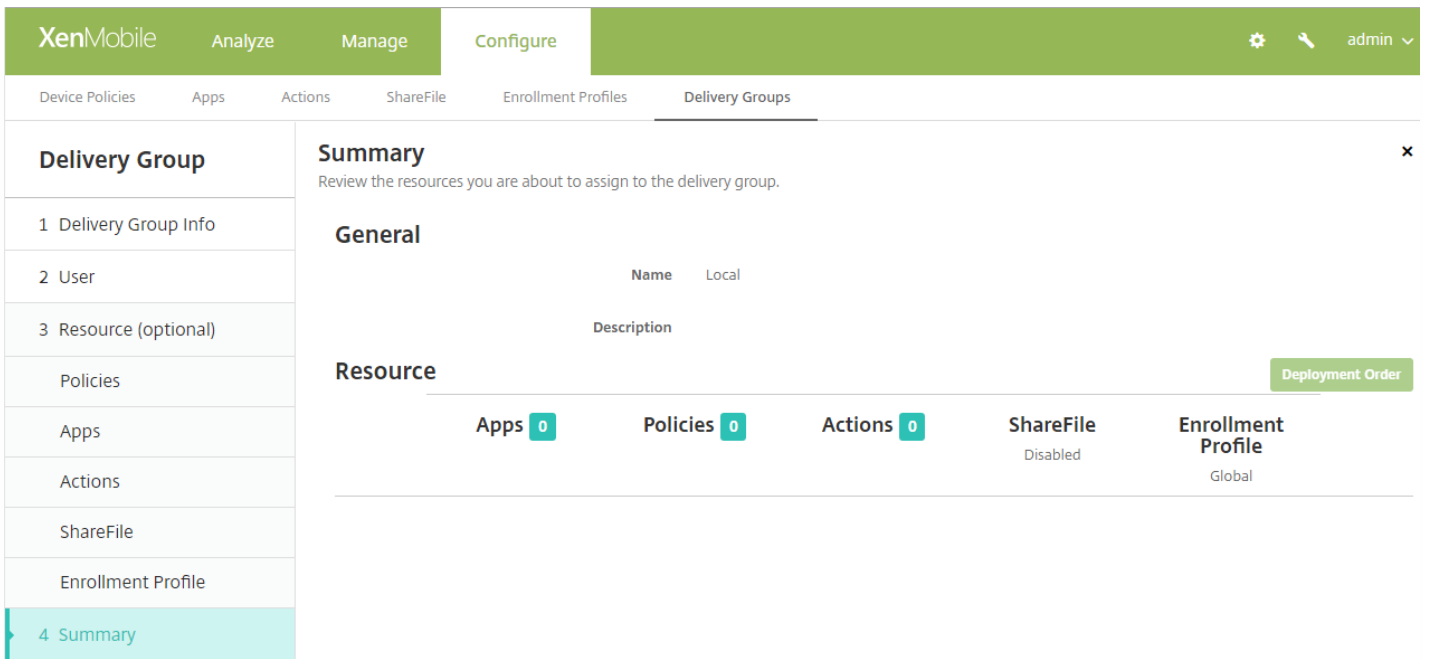 XenMobile Analyze Manage Configure admin
Device Policies Apps Actions ShareFile Enrollment Profiles Delivery Groups
Delivery Group
1 Delivery Group Info
2 User
3 Resource (optional)
Policies
Apps
Actions
ShareFile
Enrollment Profile
4 Summary
Summary
Review the resources you are about to assign to the delivery group.
General
Name Local
Description
Resource Deployment Order
Apps 0 Policies 0 Actions 0 ShareFile Enrollment
Profile
Disabled
Global